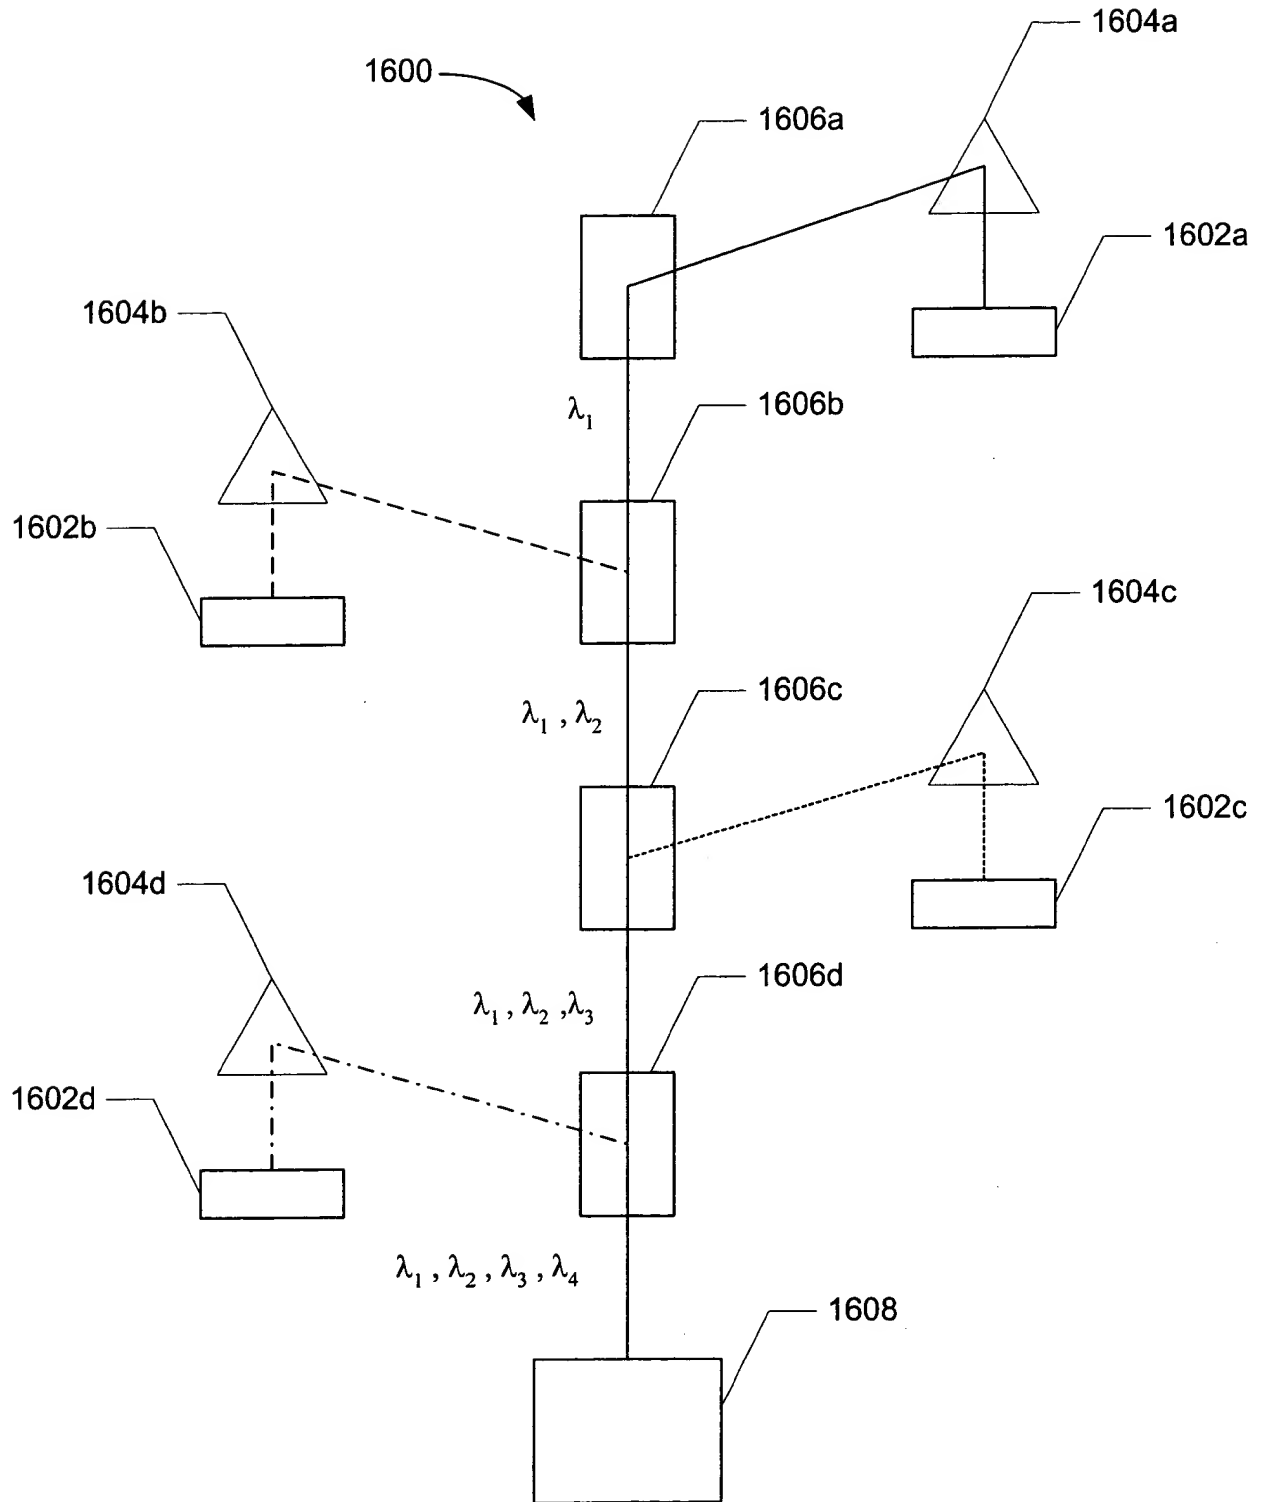 1604a
1600
1606a
1602a
1604b
λ₁
1606b
1602b
1604c
1606c
λ₁ , λ₂
1602c
1604d
1606d
λ₁ , λ₂ ,λ₃
1602d
λ₁ , λ₂ , λ₃ , λ₄
1608